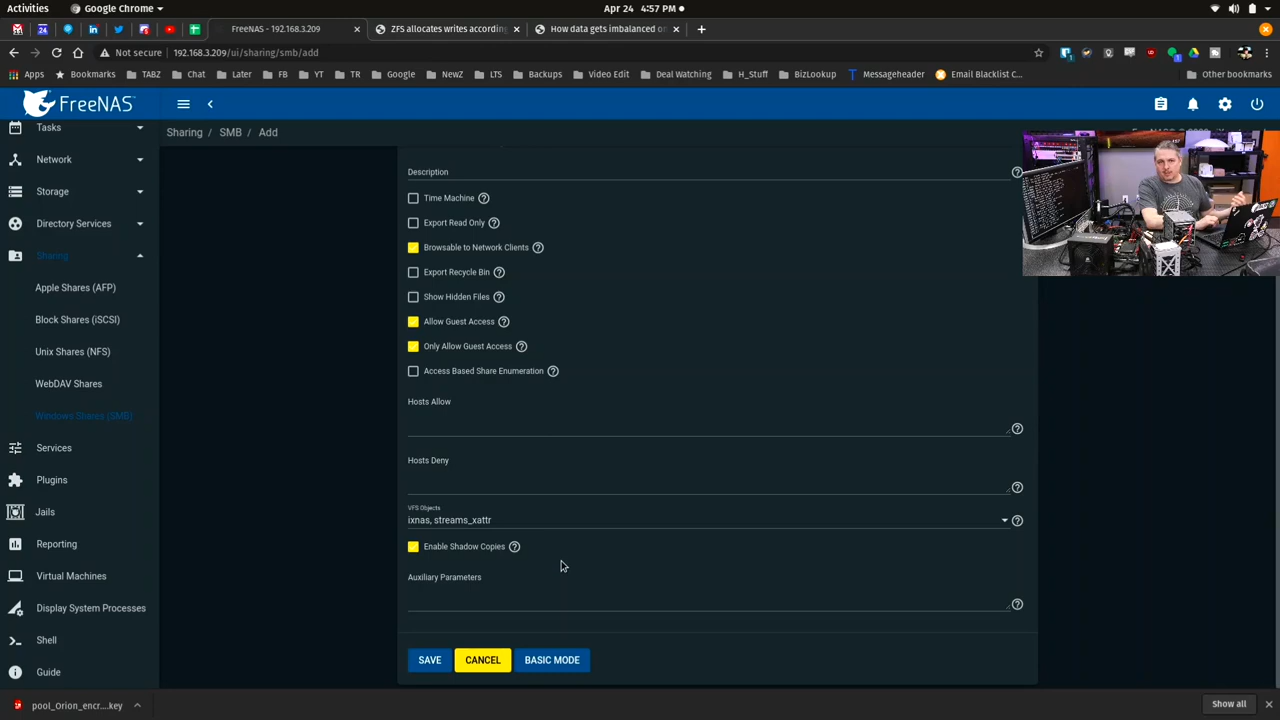 Activities
Google Chrome
Apr 24 4:57 PM
FreeNAS - 192.168.3.209
ZFS allocates writes according
How data gets imbalanced on
Not secure
192.168.3.209/ui/sharing/smb/add
Apps
Bookmarks
TABZ
Chat
Later
FB
YT
TR
Google
NewZ
LTS
Backups
Video Edit
Deal Watching
H_Stuff
BizLookup
Messageheader
Email Blacklist C...
Other bookmarks
FreeNAS
Sharing / SMB / Add
Tasks
Network
Storage
Directory Services
Sharing
Apple Shares (AFP)
Block Shares (iSCSI)
Unix Shares (NFS)
WebDAV Shares
Windows Shares (SMB)
Services
Plugins
Jails
Reporting
Virtual Machines
Display System Processes
Shell
Guide
Description
Time Machine
Export Read Only
Browsable to Network Clients
Export Recycle Bin
Show Hidden Files
Allow Guest Access
Only Allow Guest Access
Access Based Share Enumeration
Hosts Allow
Hosts Deny
VFS Objects
ixnas, streams_xattr
Enable Shadow Copies
Auxiliary Parameters
SAVE
CANCEL
BASIC MODE
pool_Orion_encr....key
Show all